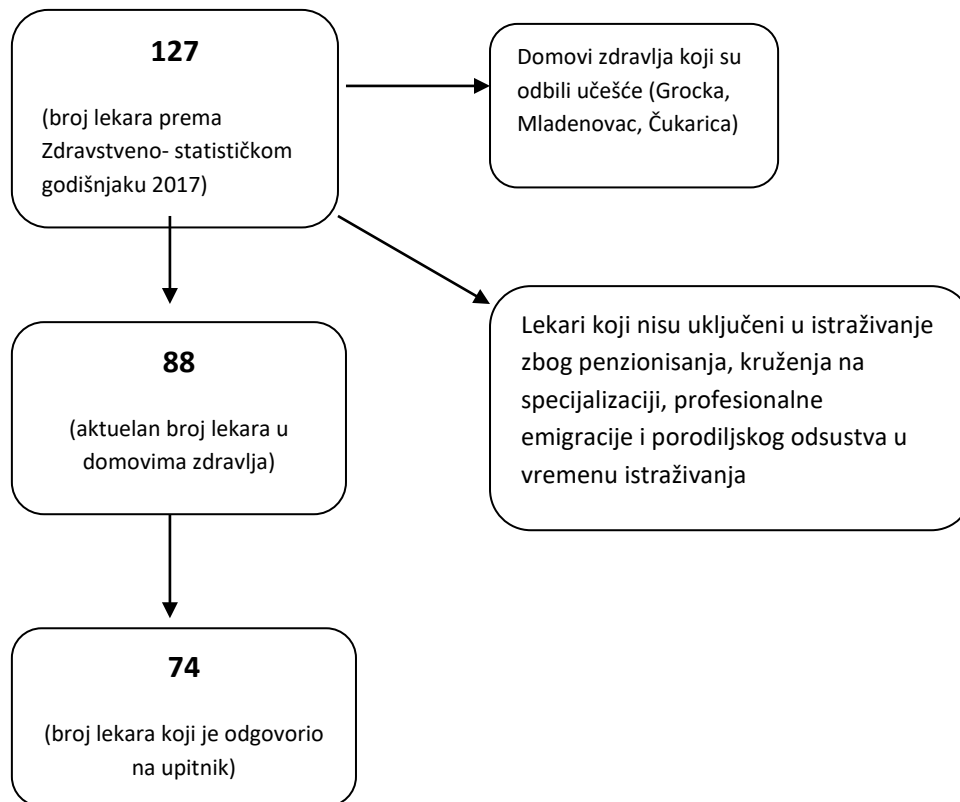 127
(broj lekara prema
Zdravstveno- statističkom
godišnjaku 2017)
Domovi zdravlja koji su
odbili učešće (Grocka,
Mladenovac, Čukarica)
88
(aktuelan broj lekara u
domovima zdravlja)
Lekari koji nisu uključeni u istraživanje
zbog penzionisanja, kruženja na
specijalizaciji, profesionalne
emigracije i porodiljskog odsustva u
vremenu istraživanja
74
(broj lekara koji je odgovorio
na upitnik)